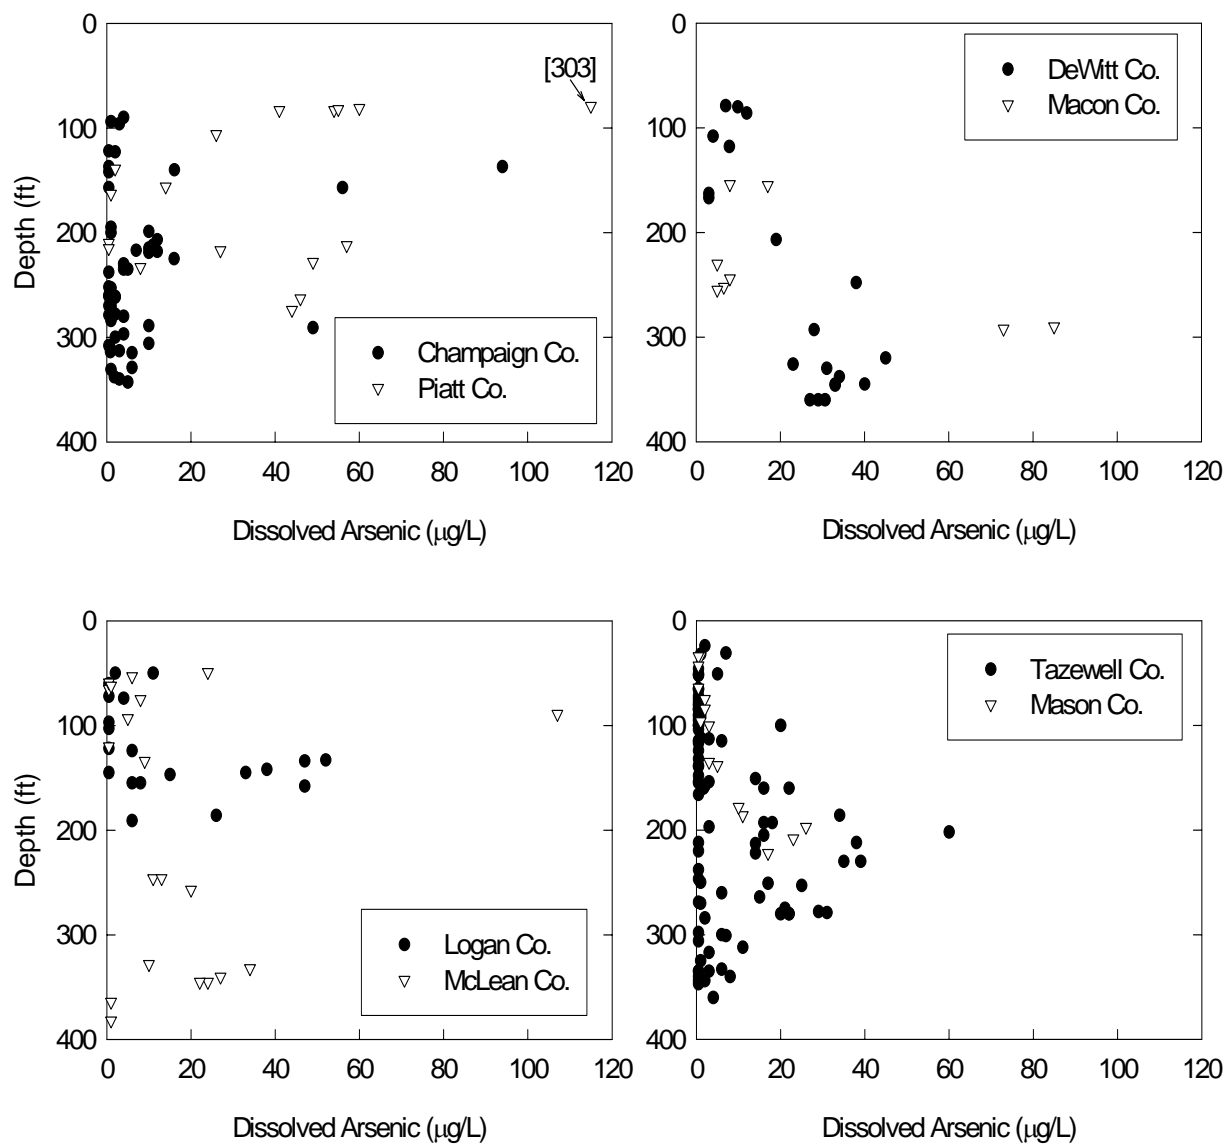 0
100
200
300
400
Depth (ft)
0 20 40 60 80 100 120
Dissolved Arsenic (μg/L)
[303]
Champaign Co.
Piatt Co.
0
100
200
300
400
0 20 40 60 80 100 120
Dissolved Arsenic (μg/L)
DeWitt Co.
Macon Co.
0
100
200
300
400
Depth (ft)
0 20 40 60 80 100 120
Dissolved Arsenic (μg/L)
Logan Co.
McLean Co.
0
100
200
300
400
0 20 40 60 80 100 120
Dissolved Arsenic (μg/L)
Tazewell Co.
Mason Co.